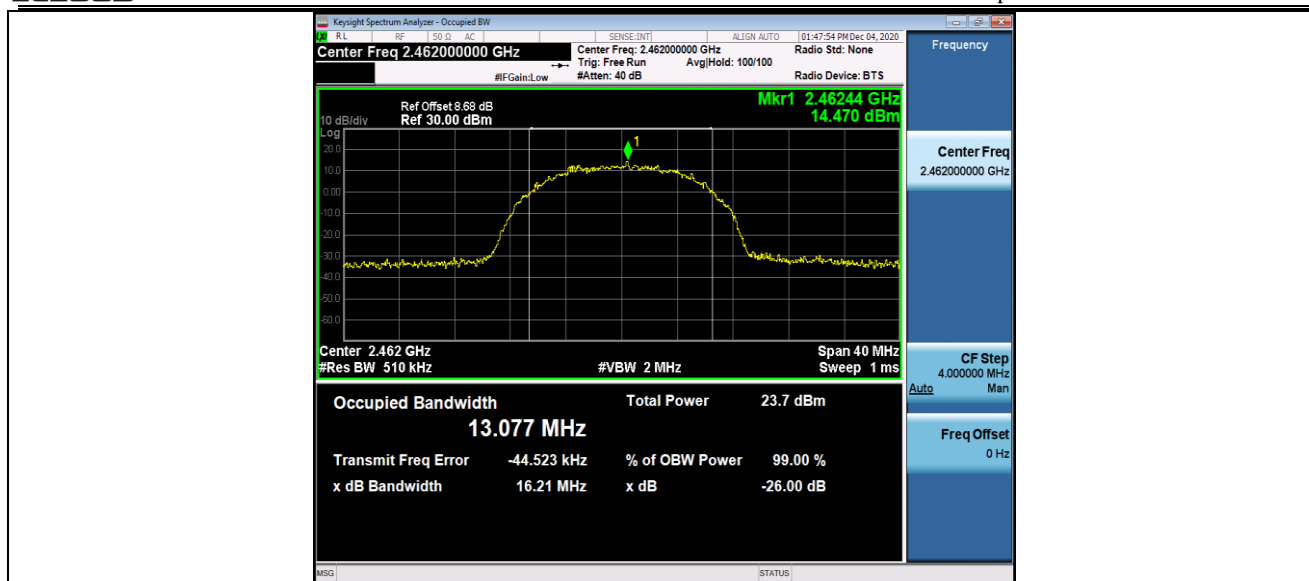 Keysight Spectrum Analyzer - Occupied BW
LXI RL RF 50 Ω AC SENSE:INT ALIGN AUTO 01:47:54 PM Dec 04, 2020
Center Freq 2.462000000 GHz
Center Freq: 2.462000000 GHz
Radio Std: None
Trig: Free Run Avg|Hold: 100/100
#IFGain:Low #Atten: 40 dB Radio Device: BTS
Frequency
Mkr1 2.46244 GHz
14.470 dBm
Ref Offset 8.68 dB
10 dB/div Ref 30.00 dBm
Log
20.0
10.0
0.00
-10.0
-20.0
-30.0
-40.0
-50.0
-60.0
1
Center 2.462 GHz Span 40 MHz
#Res BW 510 kHz #VBW 2 MHz Sweep 1 ms
Occupied Bandwidth Total Power 23.7 dBm
13.077 MHz
Transmit Freq Error -44.523 kHz % of OBW Power 99.00 %
x dB Bandwidth 16.21 MHz x dB -26.00 dB
Center Freq
2.462000000 GHz
CF Step
4.000000 MHz
Auto Man
Freq Offset
0 Hz
MSG STATUS